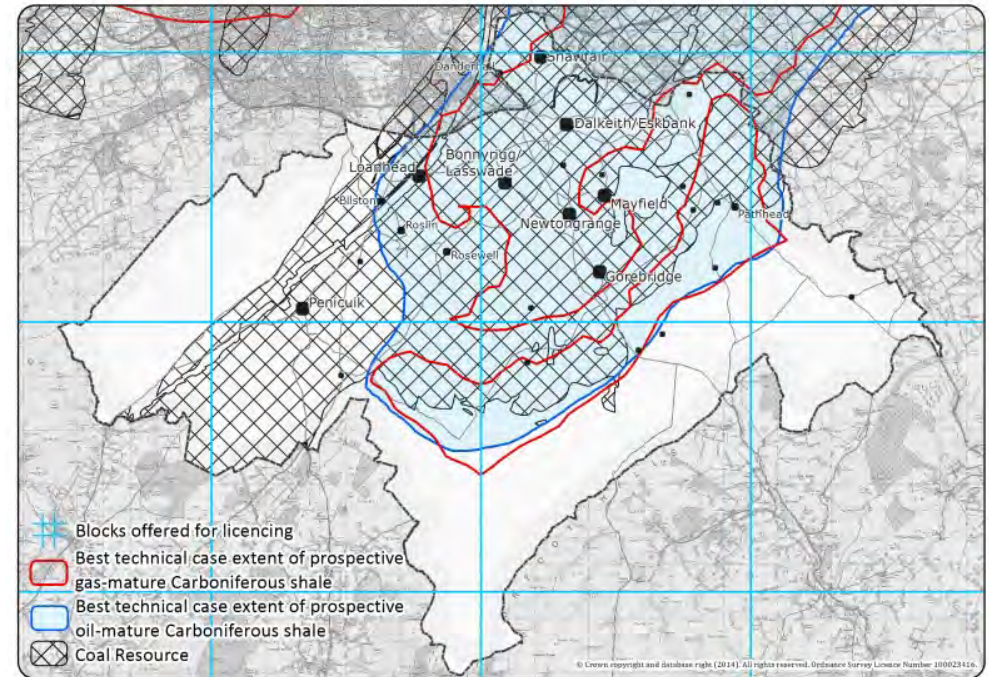 Shawfair
Danderhall
Dalkeith/Eskbank
Bonnyrgg/
Lasswade
Loadhead
Bilston
Mayfield
Newtongrange
Pathhead
Roslin
Rosewell
Gorebridge
Penicuik
Blocks offered for licencing
Best technical case extent of prospective
gas-mature Carboniferous shale
Best technical case extent of prospective
oil-mature Carboniferous shale
Coal Resource
© Crown copyright and database right (2014). All rights reserved. Ordnance Survey Licence Number 100023416.